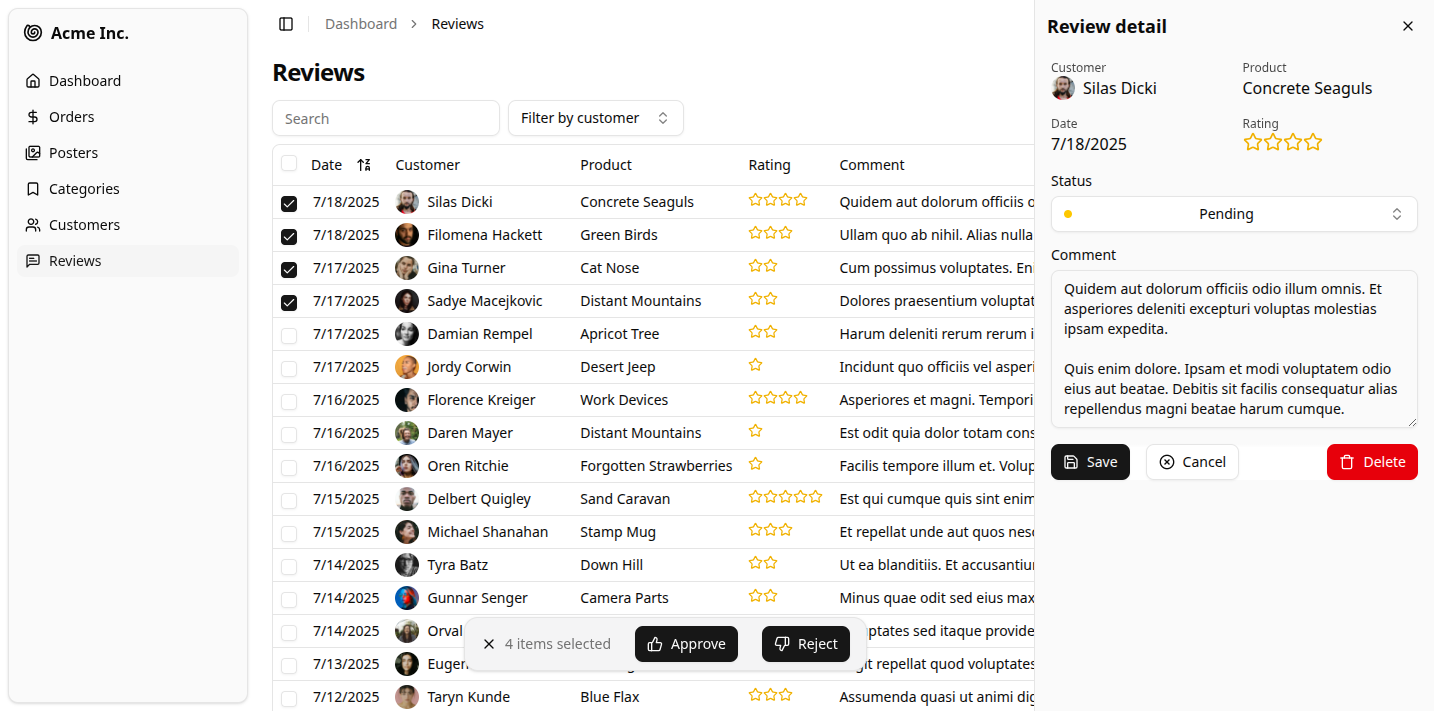 Acme Inc.
Dashboard
Orders
Posters
Categories
Customers
Reviews
Dashboard > Reviews
Reviews
Search
Filter by customer
Date Customer Product Rating Comment
7/18/2025 Silas Dicki Concrete Seaguls Quidem aut dolorum officiis o
7/18/2025 Filomena Hackett Green Birds Ullam quo ab nihil. Alias nulla
7/17/2025 Gina Turner Cat Nose Cum possimus voluptates. En
7/17/2025 Sadye Macejkovic Distant Mountains Dolores praesentium voluptat
7/17/2025 Damian Rempel Apricot Tree Harum deleniti rerum rerum i
7/17/2025 Jordy Corwin Desert Jeep Incidunt quo officiis vel asperi
7/16/2025 Florence Kreiger Work Devices Asperiores et magni. Tempori
7/16/2025 Daren Mayer Distant Mountains Est odit quia dolor totam cons
7/16/2025 Oren Ritchie Forgotten Strawberries Facilis tempore illum et. Volup
7/15/2025 Delbert Quigley Sand Caravan Est qui cumque quis sint enim
7/15/2025 Michael Shanahan Stamp Mug Et repellat unde aut quos nese
7/14/2025 Tyra Batz Down Hill Ut ea blanditiis. Et accusantiu
7/14/2025 Gunnar Senger Camera Parts Minus quae odit sed eius max
7/14/2025 Orval uptates sed itaque provide
7/13/2025 Eugen git repellat quod voluptates
7/12/2025 Taryn Kunde Blue Flax Assumenda quasi ut animi dig
4 items selected
Approve
Reject
Review detail
Customer Product
Silas Dicki Concrete Seaguls
Date Rating
7/18/2025
Status
Pending
Comment
Quidem aut dolorum officiis odio illum omnis. Et
asperiores deleniti excepturi voluptas molestias
ipsam expedita.
Quis enim dolore. Ipsam et modi voluptatem odio
eius aut beatae. Debitis sit facilis consequatur alias
repellendus magni beatae harum cumque.
Save
Cancel
Delete